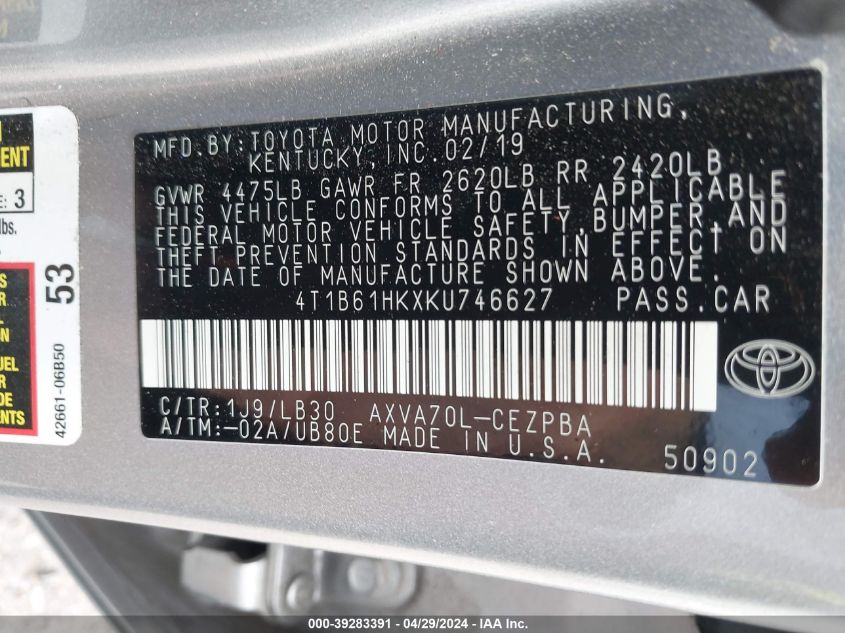 MFD.BY:TOYOTA MOTOR MANUFACTURING,
KENTUCKY, INC. 02/19
GVWR 4475LB GAWR FR 2620LB RR 2420LB
THIS VEHICLE CONFORMS TO ALL APPLICABLE
FEDERAL MOTOR VEHICLE SAFETY, BUMPER, AND
THEFT PREVENTION STANDARDS IN EFFECT ON
THE DATE OF MANUFACTURE SHOWN ABOVE.
4T1B61HKXKU746627 PASS.CAR
C/TR:1J9/LB30 AXVA70L-CEZPBA
A/TM:-02A/UB80E MADE IN U.S.A.
50902
: 3
lbs.
53
42661-06B50
000-39283391 - 04/29/2024 - IAA, Inc.